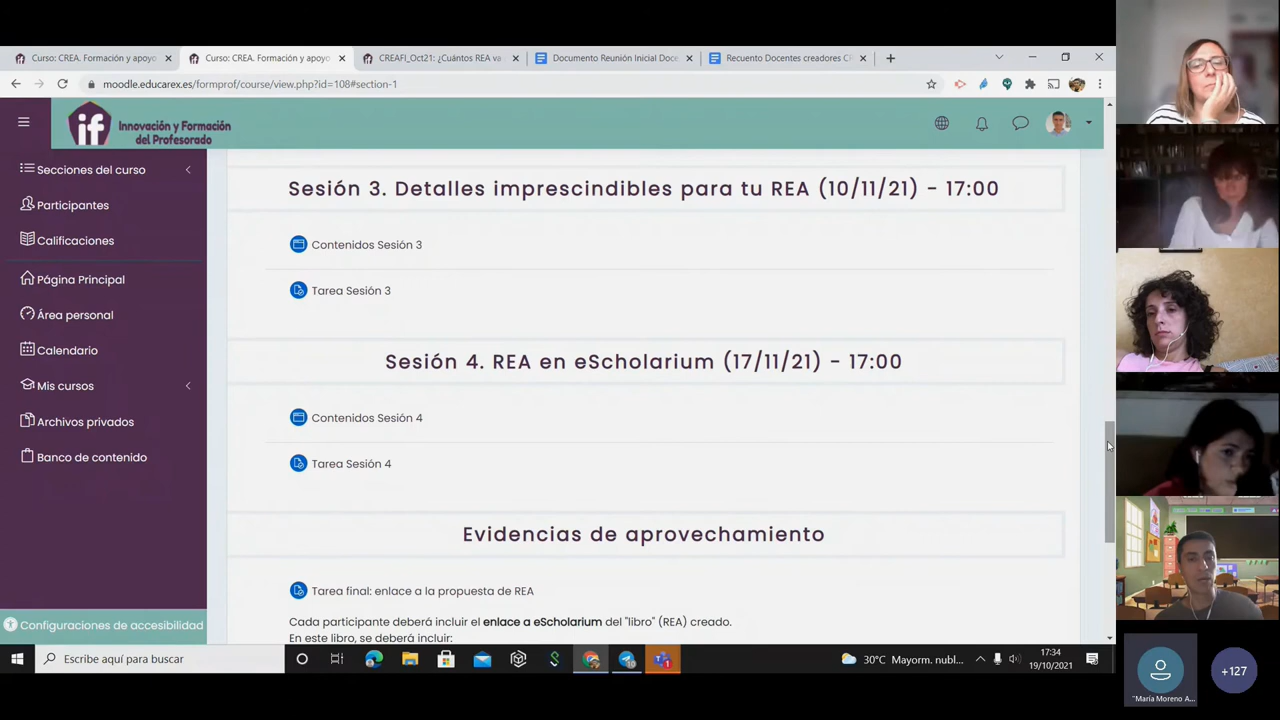 Curso: CREA. Formación y apoyo
Curso: CREA. Formación y apoyo
CREAFI_Oct21: ¿Cuántos REA va
Documento Reunión Inicial Doce
Recuento Docentes creadores CR
moodle.educarex.es/formprof/course/view.php?id=108#section-1
if
Innovación y Formación
del Profesorado
Secciones del curso
Participantes
Calificaciones
Página Principal
Área personal
Calendario
Mis cursos
Archivos privados
Banco de contenido
Configuraciones de accesibilidad
Sesión 3. Detalles imprescindibles para tu REA (10/11/21) - 17:00
Contenidos Sesión 3
Tarea Sesión 3
Sesión 4. REA en eScholarium (17/11/21) - 17:00
Contenidos Sesión 4
Tarea Sesión 4
Evidencias de aprovechamiento
Tarea final: enlace a la propuesta de REA
Cada participante deberá incluir el enlace a eScholarium del "libro" (REA) creado.
En este libro, se deberá incluir:
Escribe aquí para buscar
30°C Mayorm. nubl...
17:34
19/10/2021
"María Moreno A...
+127